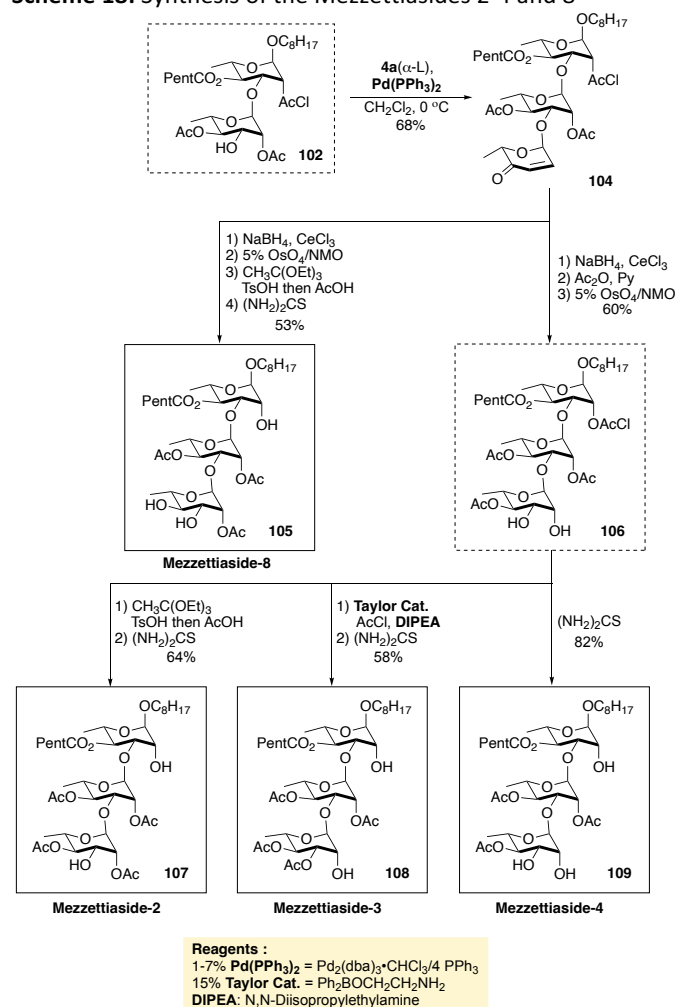 Scheme 18. Synthesis of the Mezzettiasides 2-4 and 8
OC8H17
O
PentCO2
O
AcCl
O
AcO
HO
OAc
102
4a(α-L),
Pd(PPh3)2
CH2Cl2, 0 °C
68%
OC8H17
O
PentCO2
O
AcCl
O
AcO
O
OAc
O
O
104
1) NaBH4, CeCl3
2) 5% OsO4/NMO
3) CH3C(OEt)3
TsOH then AcOH
4) (NH2)2CS
53%
1) NaBH4, CeCl3
2) Ac2O, Py
3) 5% OsO4/NMO
60%
OC8H17
O
PentCO2
O
OH
O
AcO
O
OAc
O
HO
HO
OAc
105
Mezzettiaside-8
OC8H17
O
PentCO2
O
OAcCl
O
AcO
O
OAc
O
AcO
HO
OH
106
1) CH3C(OEt)3
TsOH then AcOH
2) (NH2)2CS
64%
1) Taylor Cat.
AcCl, DIPEA
2) (NH2)2CS
58%
(NH2)2CS
82%
OC8H17
O
PentCO2
O
OH
O
AcO
O
OAc
O
AcO
HO
OAc
107
Mezzettiaside-2
OC8H17
O
PentCO2
O
OH
O
AcO
O
OAc
O
AcO
AcO
OH
108
Mezzettiaside-3
OC8H17
O
PentCO2
O
OH
O
AcO
O
OAc
O
AcO
HO
OH
109
Mezzettiaside-4
Reagents :
1-7% Pd(PPh3)2 = Pd2(dba)3•CHCl3/4 PPh3
15% Taylor Cat. = Ph2BOCH2CH2NH2
DIPEA: N,N-Diisopropylethylamine